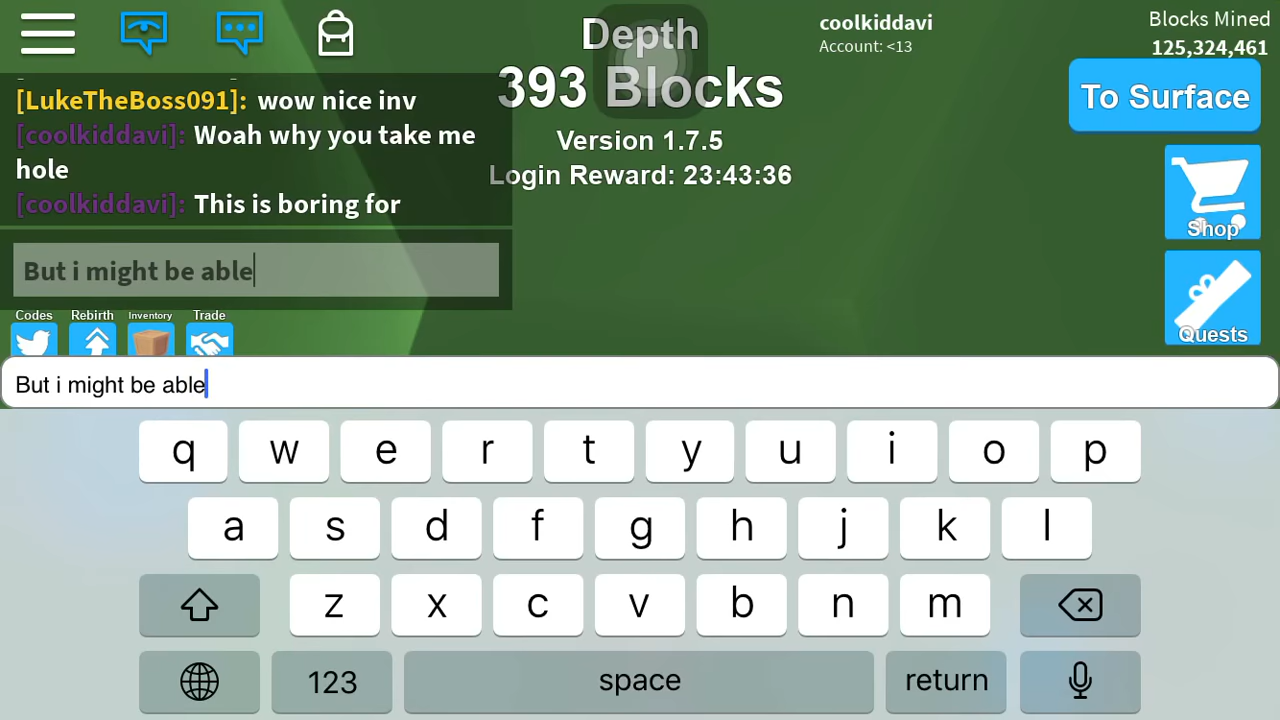 Depth
393 Blocks
Version 1.7.5
Login Reward: 23:43:36
coolkiddavi
Account: <13
Blocks Mined
125,324,461
To Surface
Shop
Quests
[LukeTheBoss091]: wow nice inv
[coolkiddavi]: Woah why you take me
hole
[coolkiddavi]: This is boring for
But i might be able
Codes Rebirth Inventory Trade
But i might be able
q w e r t y u i o p
a s d f g h j k l
z x c v b n m
123 space return